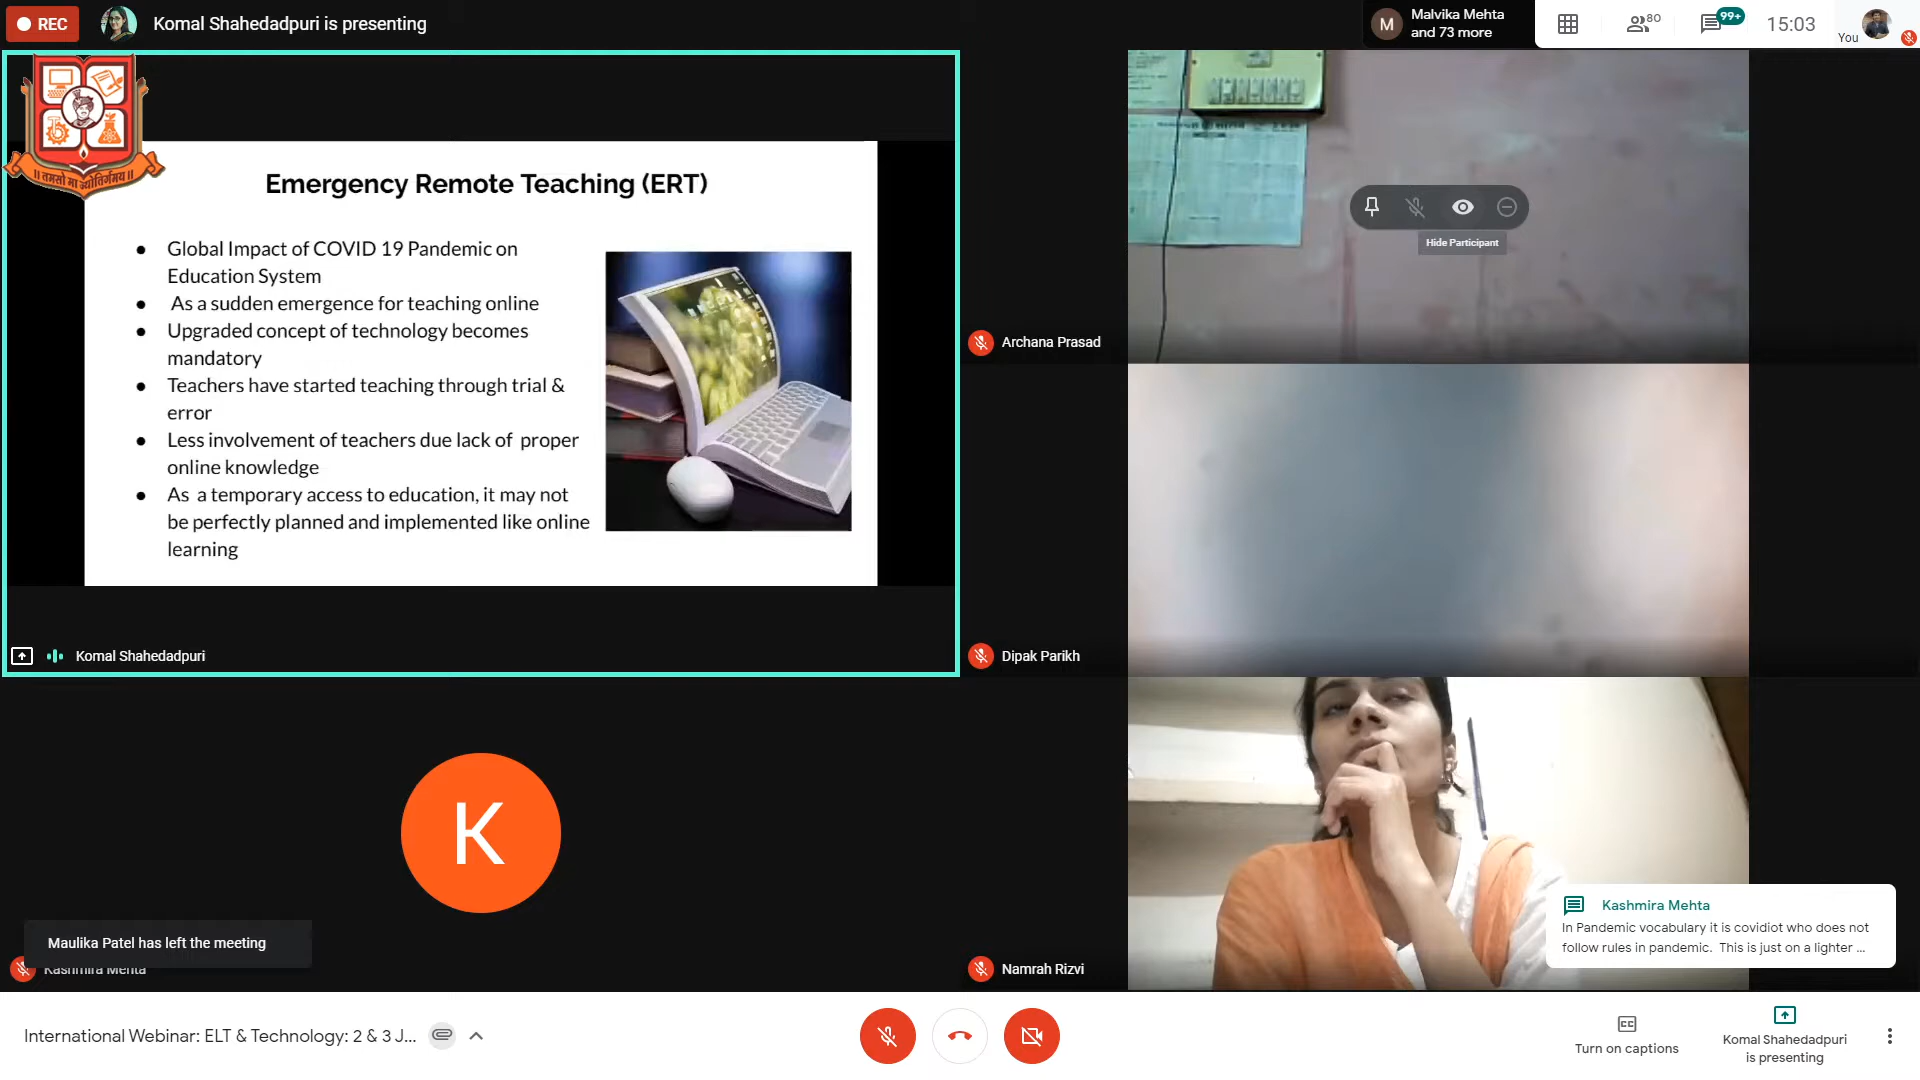 REC
Komal Shahedadpuri is presenting
M
Malvika Mehta
and 73 more
80
99+
15:03
You
॥ तमसो मा ज्योतिर्गमय ॥
Emergency Remote Teaching (ERT)
● Global Impact of COVID 19 Pandemic on
Education System
● As a sudden emergence for teaching online
● Upgraded concept of technology becomes
mandatory
● Teachers have started teaching through trial &
error
● Less involvement of teachers due lack of proper
online knowledge
● As a temporary access to education, it may not
be perfectly planned and implemented like online
learning
Komal Shahedadpuri
Hide Participant
Archana Prasad
Dipak Parikh
K
Maulika Patel has left the meeting
Kashmira Mehta
Namrah Rizvi
Kashmira Mehta
In Pandemic vocabulary it is covidiot who does not
follow rules in pandemic. This is just on a lighter ...
International Webinar: ELT & Technology: 2 & 3 J...
Turn on captions
Komal Shahedadpuri
is presenting